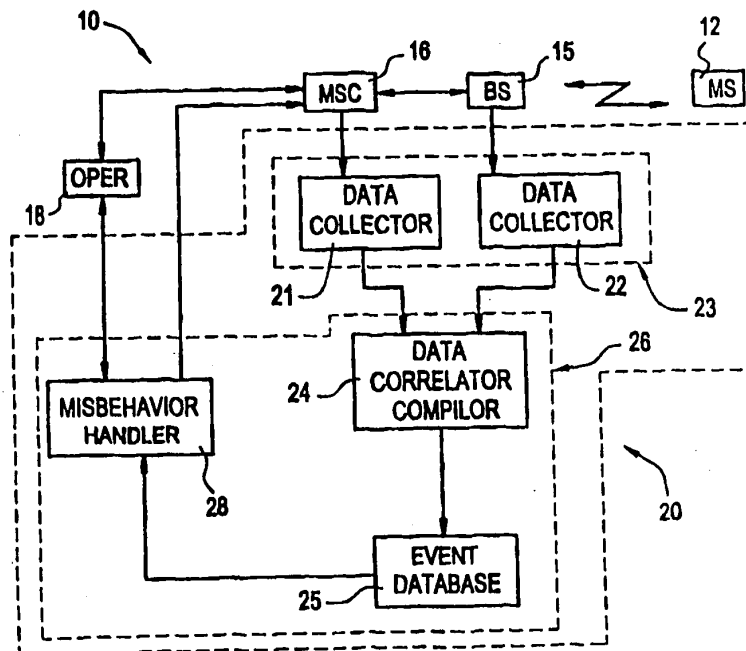 10
16
15
12
MSC
BS
MS
OPER
18
DATA
COLLECTOR
DATA
COLLECTOR
21
22
23
DATA
CORRELATOR
COMPILOR
24
26
MISBEHAVIOR
HANDLER
28
20
EVENT
DATABASE
25